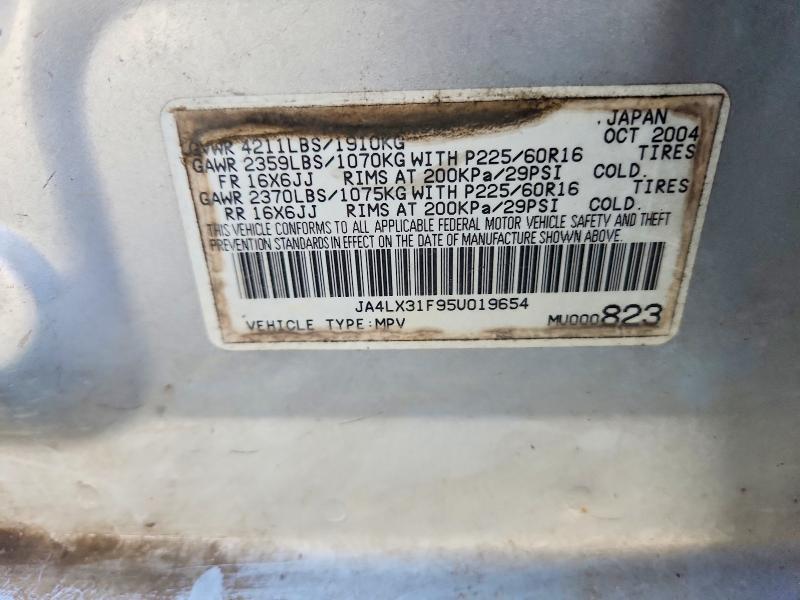 . JAPAN
GVWR 4211LBS/1910KG OCT 2004
GAWR 2359LBS/1070KG WITH P225/60R16 TIRES
FR 16X6JJ RIMS AT 200KPa/29PSI COLD.
GAWR 2370LBS/1075KG WITH P225/60R16 TIRES
RR 16X6JJ RIMS AT 200KPa/29PSI COLD.
THIS VEHICLE CONFORMS TO ALL APPLICABLE FEDERAL MOTOR VEHICLE SAFETY AND THEFT
PREVENTION STANDARDS IN EFFECT ON THE DATE OF MANUFACTURE SHOWN ABOVE.
JA4LX31F95U019654
VEHICLE TYPE:MPV MU000823